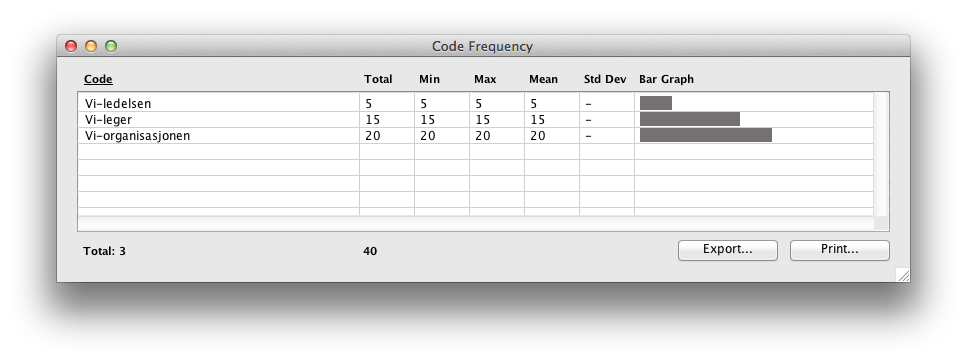 Code Frequency
Code Total Min Max Mean Std Dev Bar Graph
Vi-ledelsen 5 5 5 5 -
Vi-leger 15 15 15 15 -
Vi-organisasjonen 20 20 20 20 -
Total: 3 40 Export... Print...